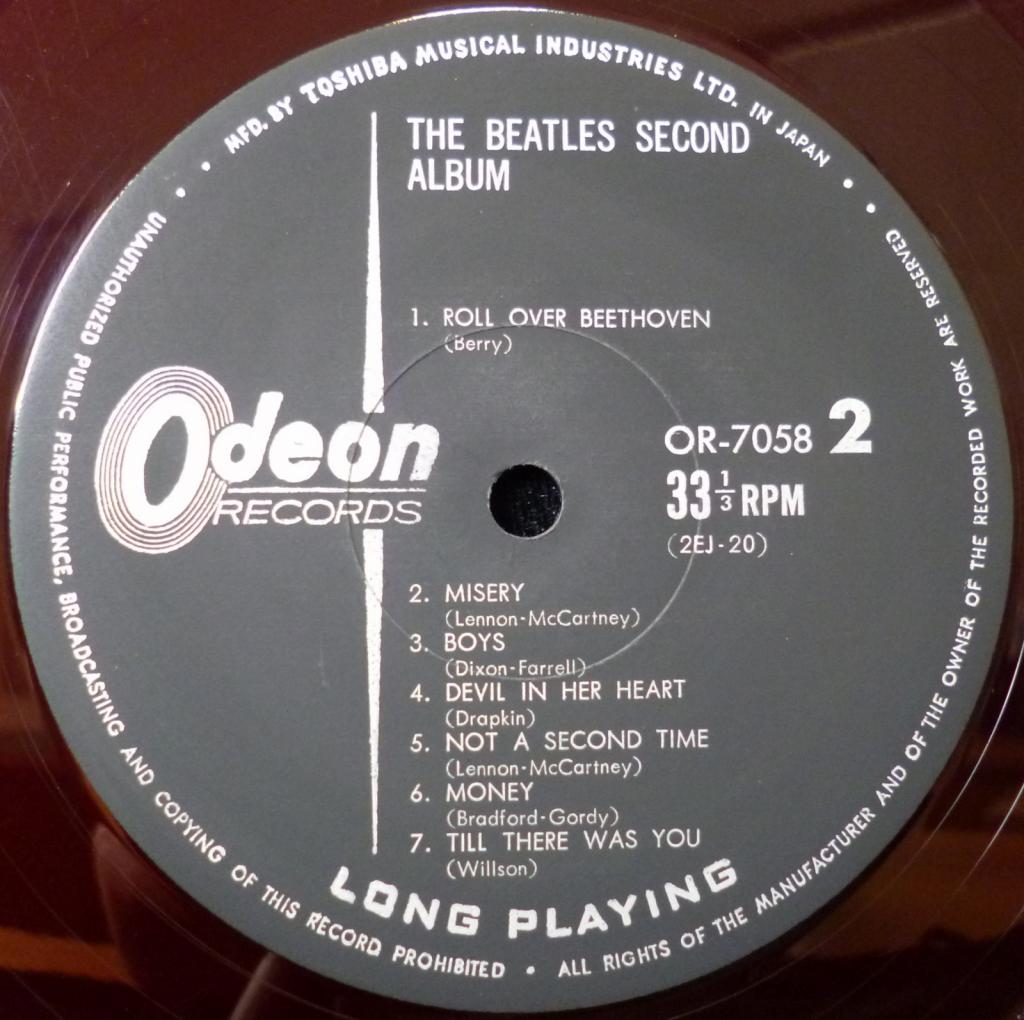 MFD. BY TOSHIBA MUSICAL INDUSTRIES LTD. IN JAPAN
THE BEATLES SECOND
ALBUM
1. ROLL OVER BEETHOVEN
(Berry)
Odeon
RECORDS
OR-7058 2
33 1/3 RPM
(2EJ-20)
2. MISERY
(Lennon-McCartney)
3. BOYS
(Dixon-Farrell)
4. DEVIL IN HER HEART
(Drapkin)
5. NOT A SECOND TIME
(Lennon-McCartney)
6. MONEY
(Bradford-Gordy)
7. TILL THERE WAS YOU
(Willson)
LONG PLAYING
UNAUTHORIZED PUBLIC PERFORMANCE, BROADCASTING AND COPYING OF THIS RECORD PROHIBITED • ALL RIGHTS OF THE MANUFACTURER AND OF THE OWNER OF THE RECORDED WORK ARE RESERVED